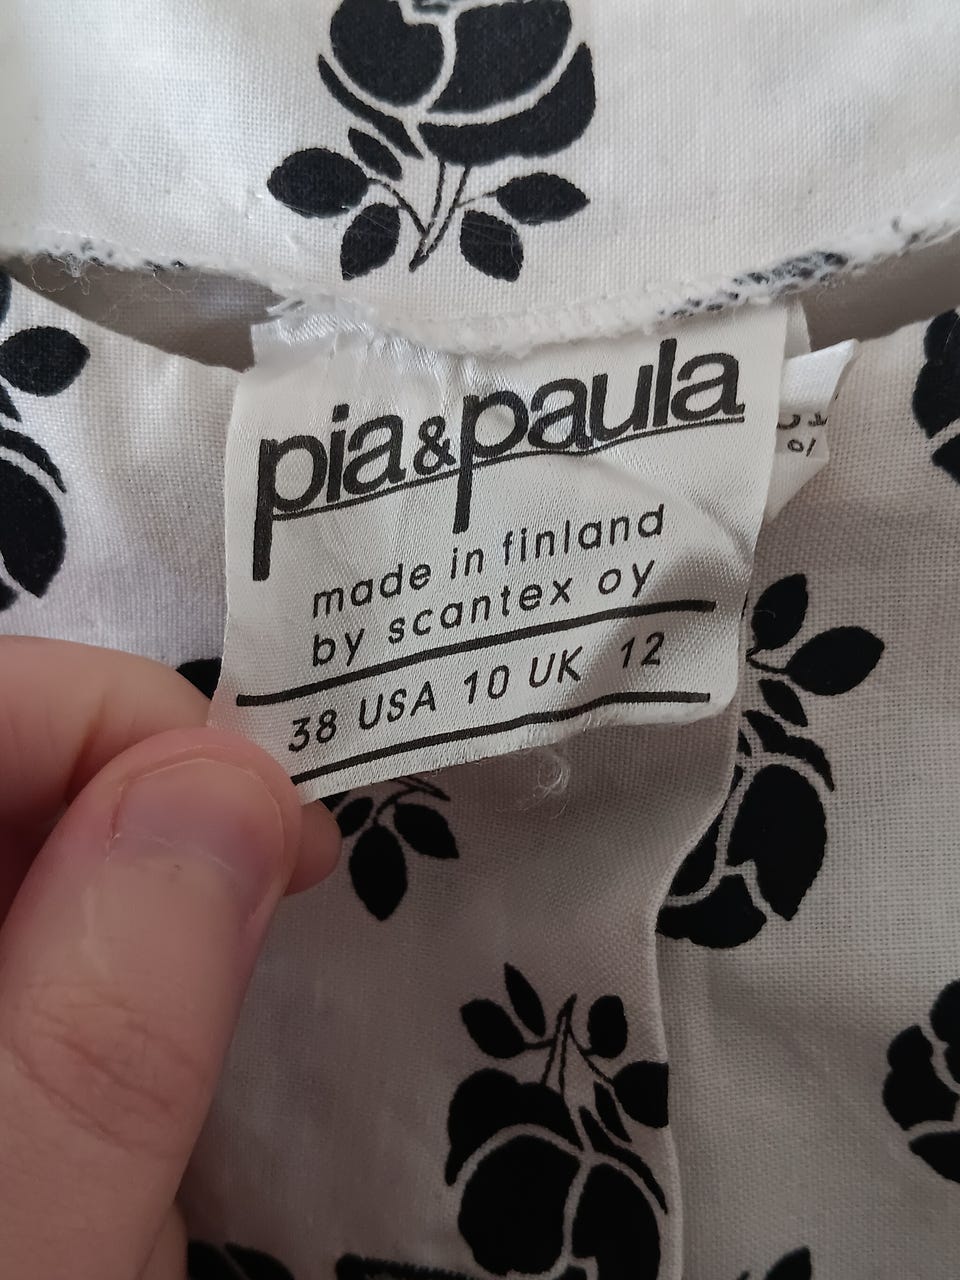 pia&paula
made in finland
by scantex oy
38 USA 10 UK 12